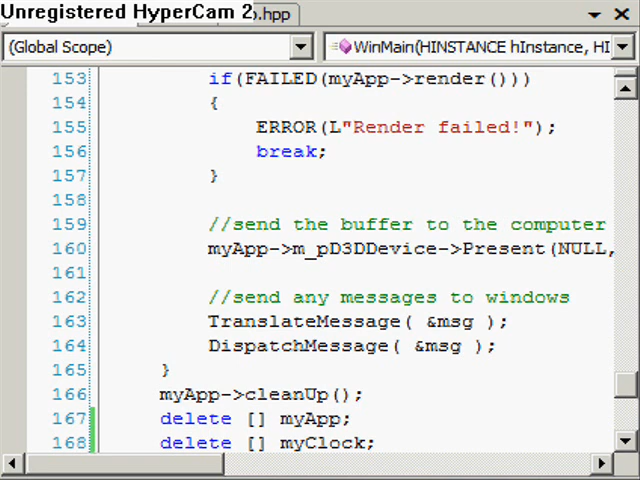 Unregistered HyperCam 2 .hpp
(Global Scope) WinMain(HINSTANCE hInstance, HI
153 if(FAILED(myApp->render()))
154 {
155 ERROR(L"Render failed!");
156 break;
157 }
158
159 //send the buffer to the computer
160 myApp->m_pD3DDevice->Present(NULL,
161
162 //send any messages to windows
163 TranslateMessage( &msg );
164 DispatchMessage( &msg );
165 }
166 myApp->cleanUp();
167 delete [] myApp;
168 delete [] myClock;